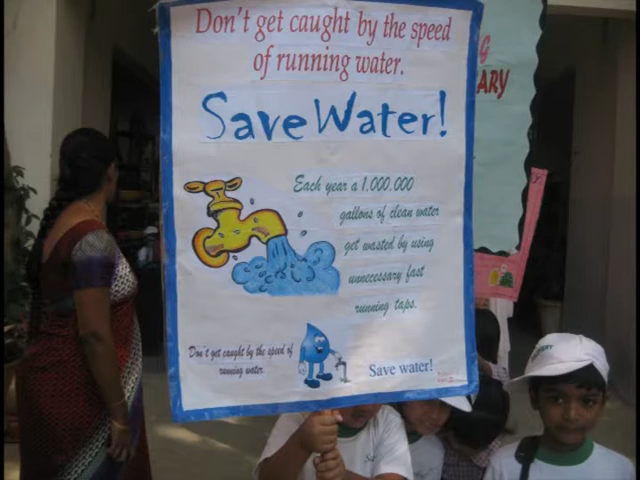 Don't get caught by the speed
of running water.
Save Water!
Each year a 1,000,000
gallons of clean water
get wasted by using
unnecessary fast
running taps.
Don't get caught by the speed of
running water
Save water!
G
ARY